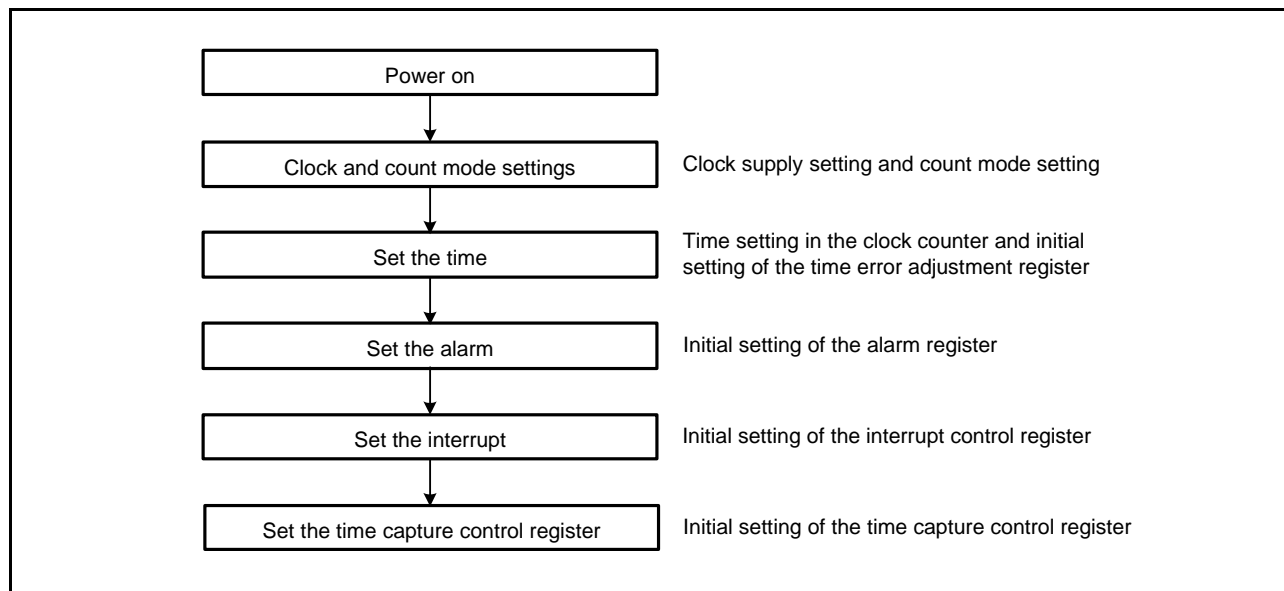 Power on
Clock and count mode settings
Clock supply setting and count mode setting
Set the time
Time setting in the clock counter and initial
setting of the time error adjustment register
Set the alarm
Initial setting of the alarm register
Set the interrupt
Initial setting of the interrupt control register
Set the time capture control register
Initial setting of the time capture control register